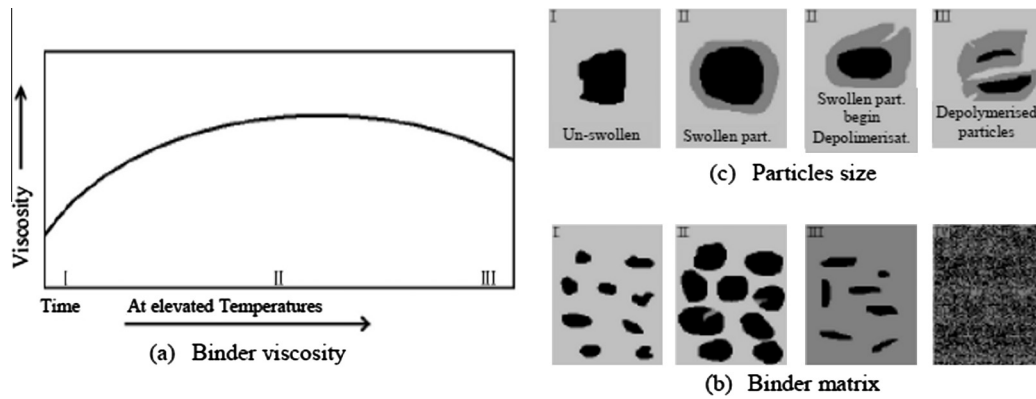 Viscosity
I
II
III
Time
At elevated Temperatures
(a) Binder viscosity
I
Un-swollen
II
Swollen part.
II
Swollen part.
begin
Depolimerisat.
III
Depolymerised
particles
(c) Particles size
I
II
III
(b) Binder matrix